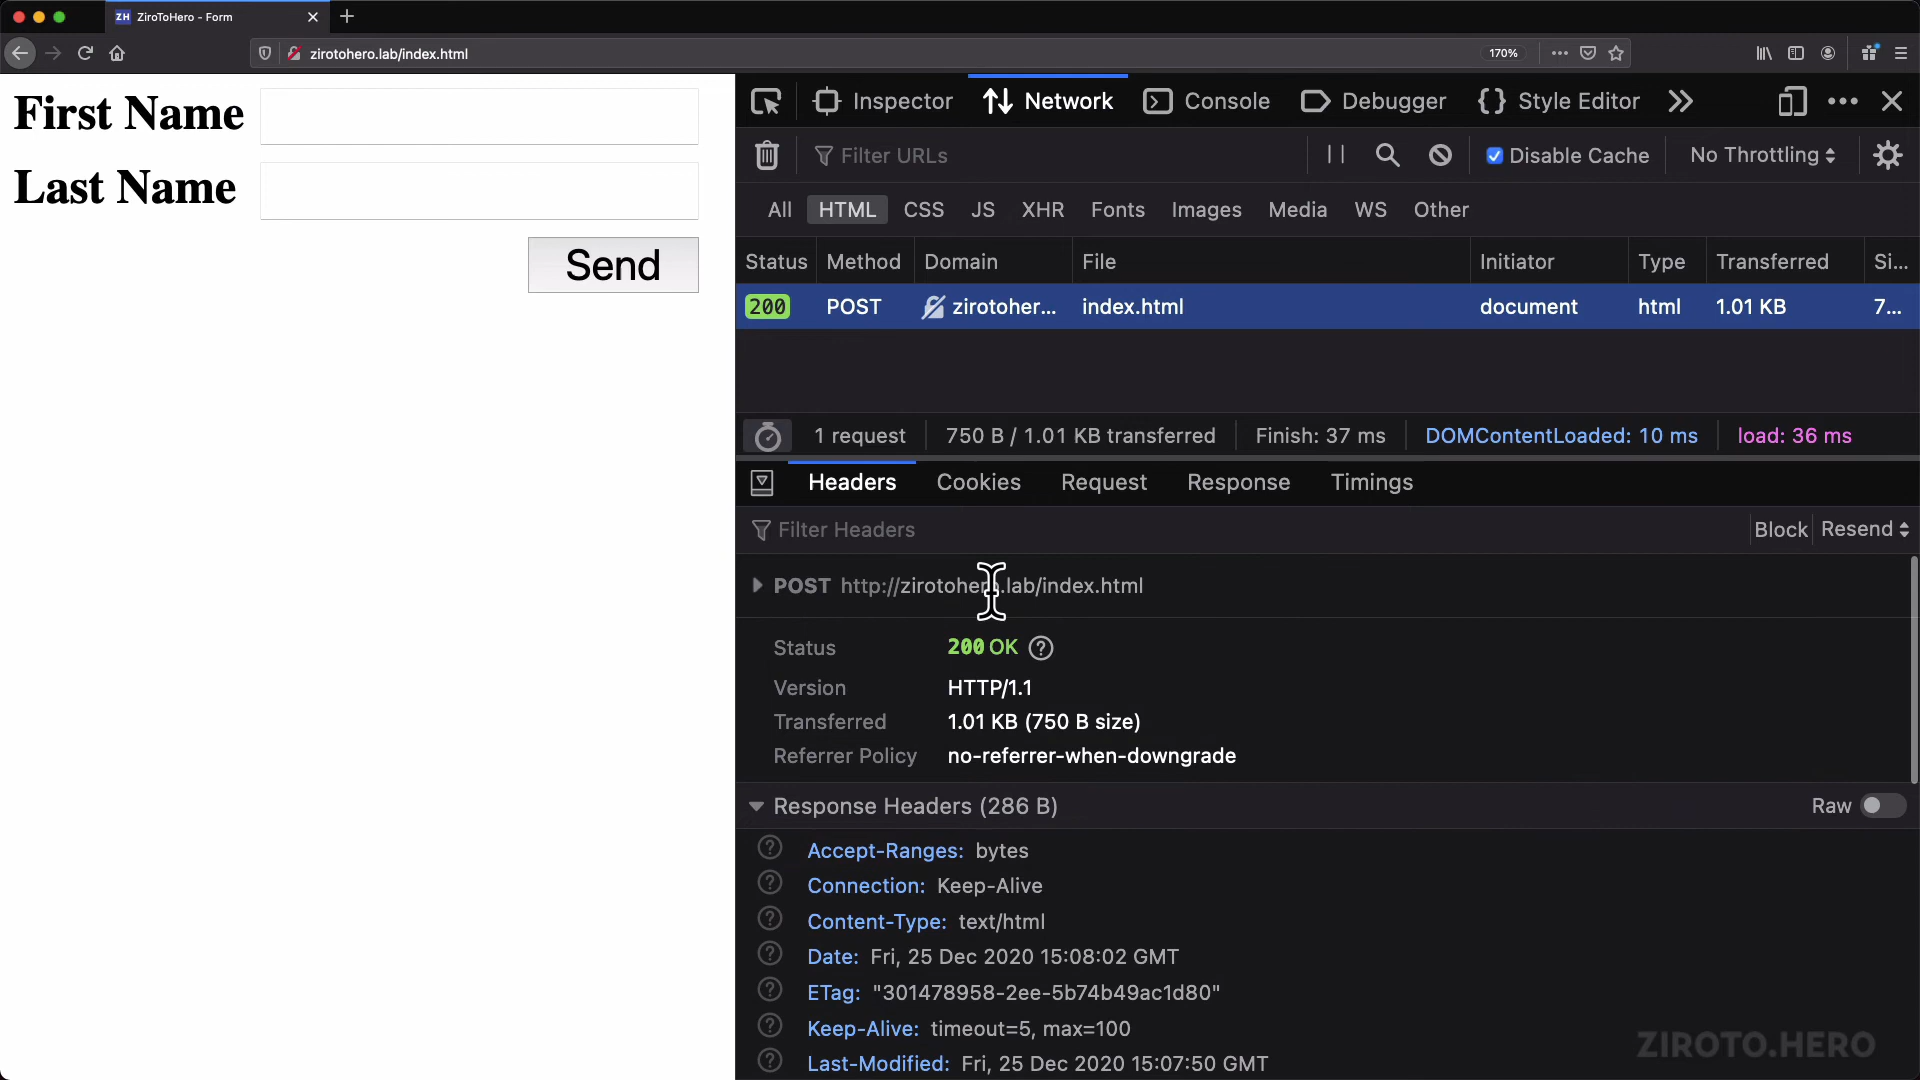 ZH ZiroToHero - Form
zirotohero.lab/index.html 170%
First Name
Last Name
Send
Inspector Network Console Debugger Style Editor
Filter URLs Disable Cache No Throttling
All HTML CSS JS XHR Fonts Images Media WS Other
Status Method Domain File Initiator Type Transferred Si...
200 POST zirotoher... index.html document html 1.01 KB 7...
1 request 750 B / 1.01 KB transferred Finish: 37 ms DOMContentLoaded: 10 ms load: 36 ms
Headers Cookies Request Response Timings
Filter Headers Block Resend
POST http://zirotohero.lab/index.html
Status 200 OK ?
Version HTTP/1.1
Transferred 1.01 KB (750 B size)
Referrer Policy no-referrer-when-downgrade
Response Headers (286 B) Raw
? Accept-Ranges: bytes
? Connection: Keep-Alive
? Content-Type: text/html
? Date: Fri, 25 Dec 2020 15:08:02 GMT
? ETag: "301478958-2ee-5b74b49ac1d80"
? Keep-Alive: timeout=5, max=100
? Last-Modified: Fri, 25 Dec 2020 15:07:50 GMT
ZIROTO.HERO